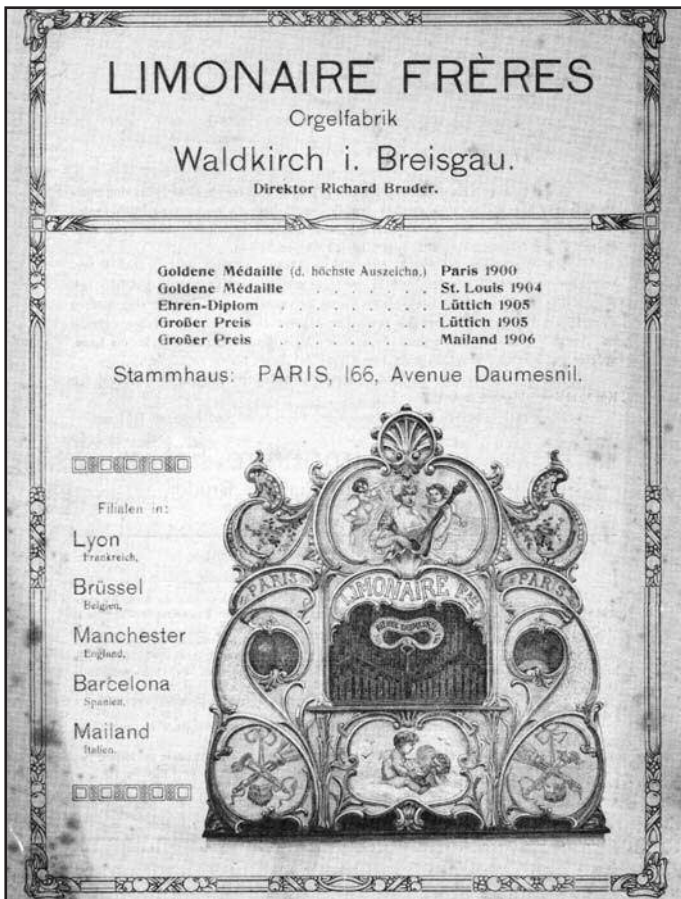 LIMONAIRE FRÈRES
Orgelfabrik
Waldkirch i. Breisgau.
Direktor Richard Bruder.
Goldene Médaille (d. höchste Auszeichn.) Paris 1900
Goldene Médaille . . . . . . . St. Louis 1904
Ehren-Diplom . . . . . . . . Lüttich 1905
Großer Preis . . . . . . . . Lüttich 1905
Großer Preis . . . . . . . . Mailand 1906
Stammhaus: PARIS, 166, Avenue Daumesnil.
Filialen in:
Lyon
Frankreich,
Brüssel
Belgien,
Manchester
England,
Barcelona
Spanien,
Mailand
Italien.
PARIS LIMONAIRE PARIS